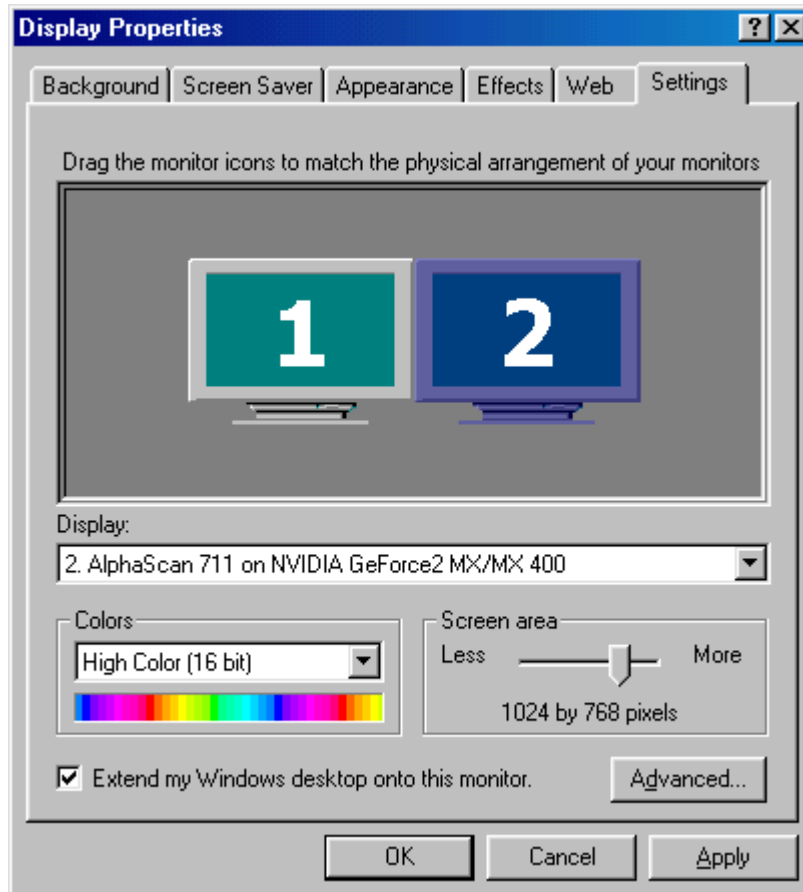 Display Properties
Background Screen Saver Appearance Effects Web Settings
Drag the monitor icons to match the physical arrangement of your monitors
1 2
Display:
2. AlphaScan 711 on NVIDIA GeForce2 MX/MX 400
Colors Screen area
High Color (16 bit) Less More
1024 by 768 pixels
Extend my Windows desktop onto this monitor. Advanced...
OK Cancel Apply